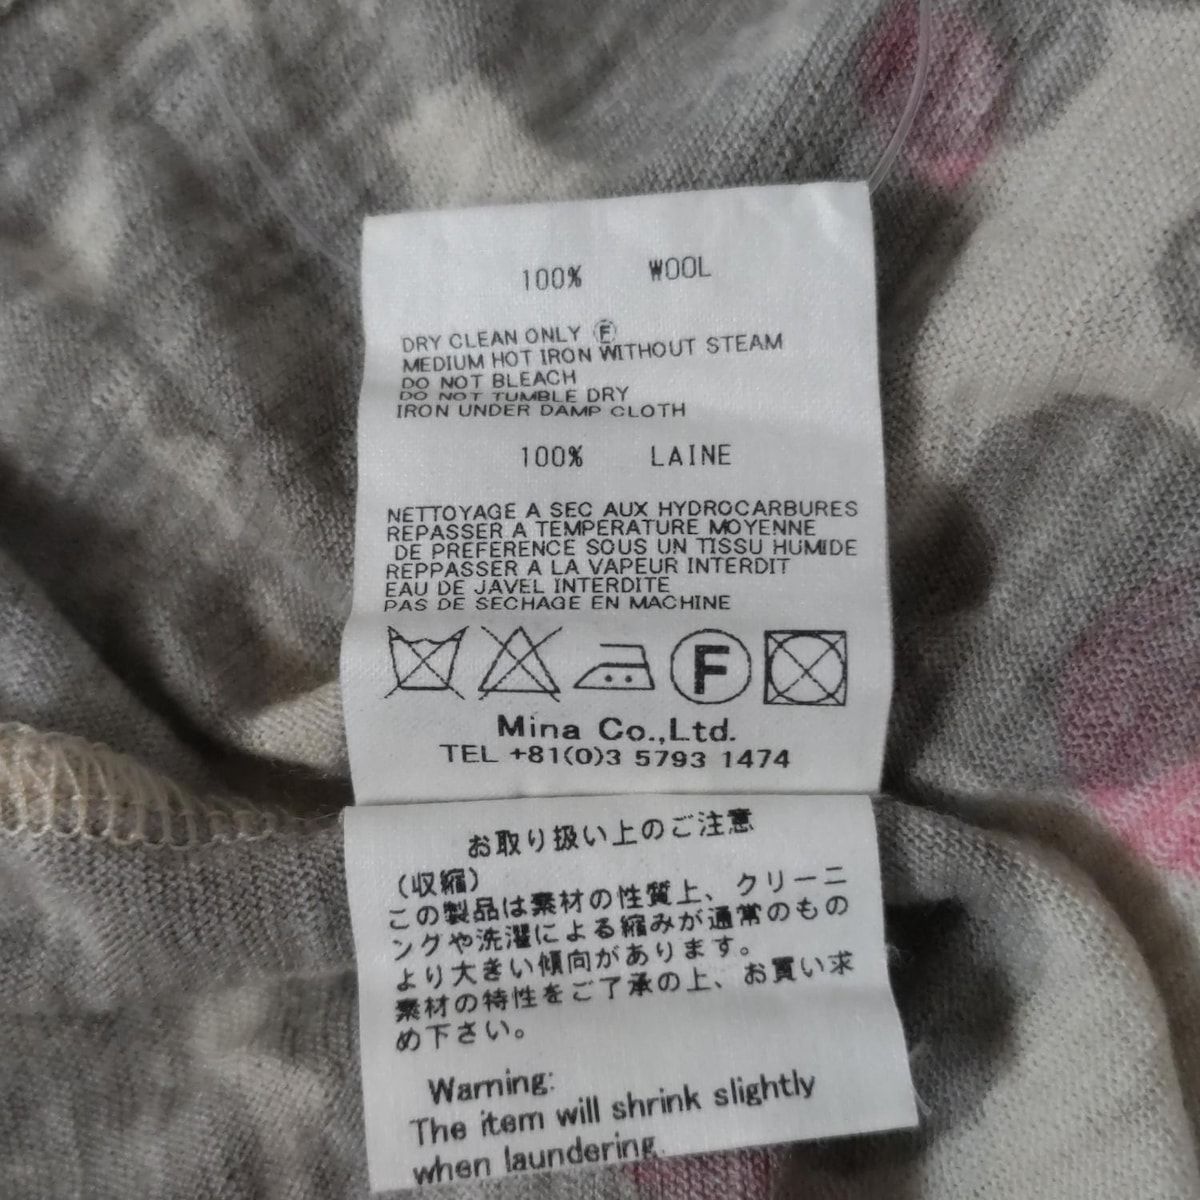 100% WOOL
DRY CLEAN ONLY Ⓕ
MEDIUM HOT IRON WITHOUT STEAM
DO NOT BLEACH
DO NOT TUMBLE DRY
IRON UNDER DAMP CLOTH
100% LAINE
NETTOYAGE A SEC AUX HYDROCARBURES
REPASSER A TEMPERATURE MOYENNE
DE PREFERENCE SOUS UN TISSU HUMIDE
REPPASSER A LA VAPEUR INTERDIT
EAU DE JAVEL INTERDITE
PAS DE SECHAGE EN MACHINE
F
Mina Co.,Ltd.
TEL +81(0)3 5793 1474
お取り扱い上のご注意
(収縮)
この製品は素材の性質上、クリーニ
ングや洗濯による縮みが通常のもの
より大きい傾向があります。
素材の特性をご了承の上、お買い求
め下さい。
Warning:
The item will shrink slightly
when laundering.